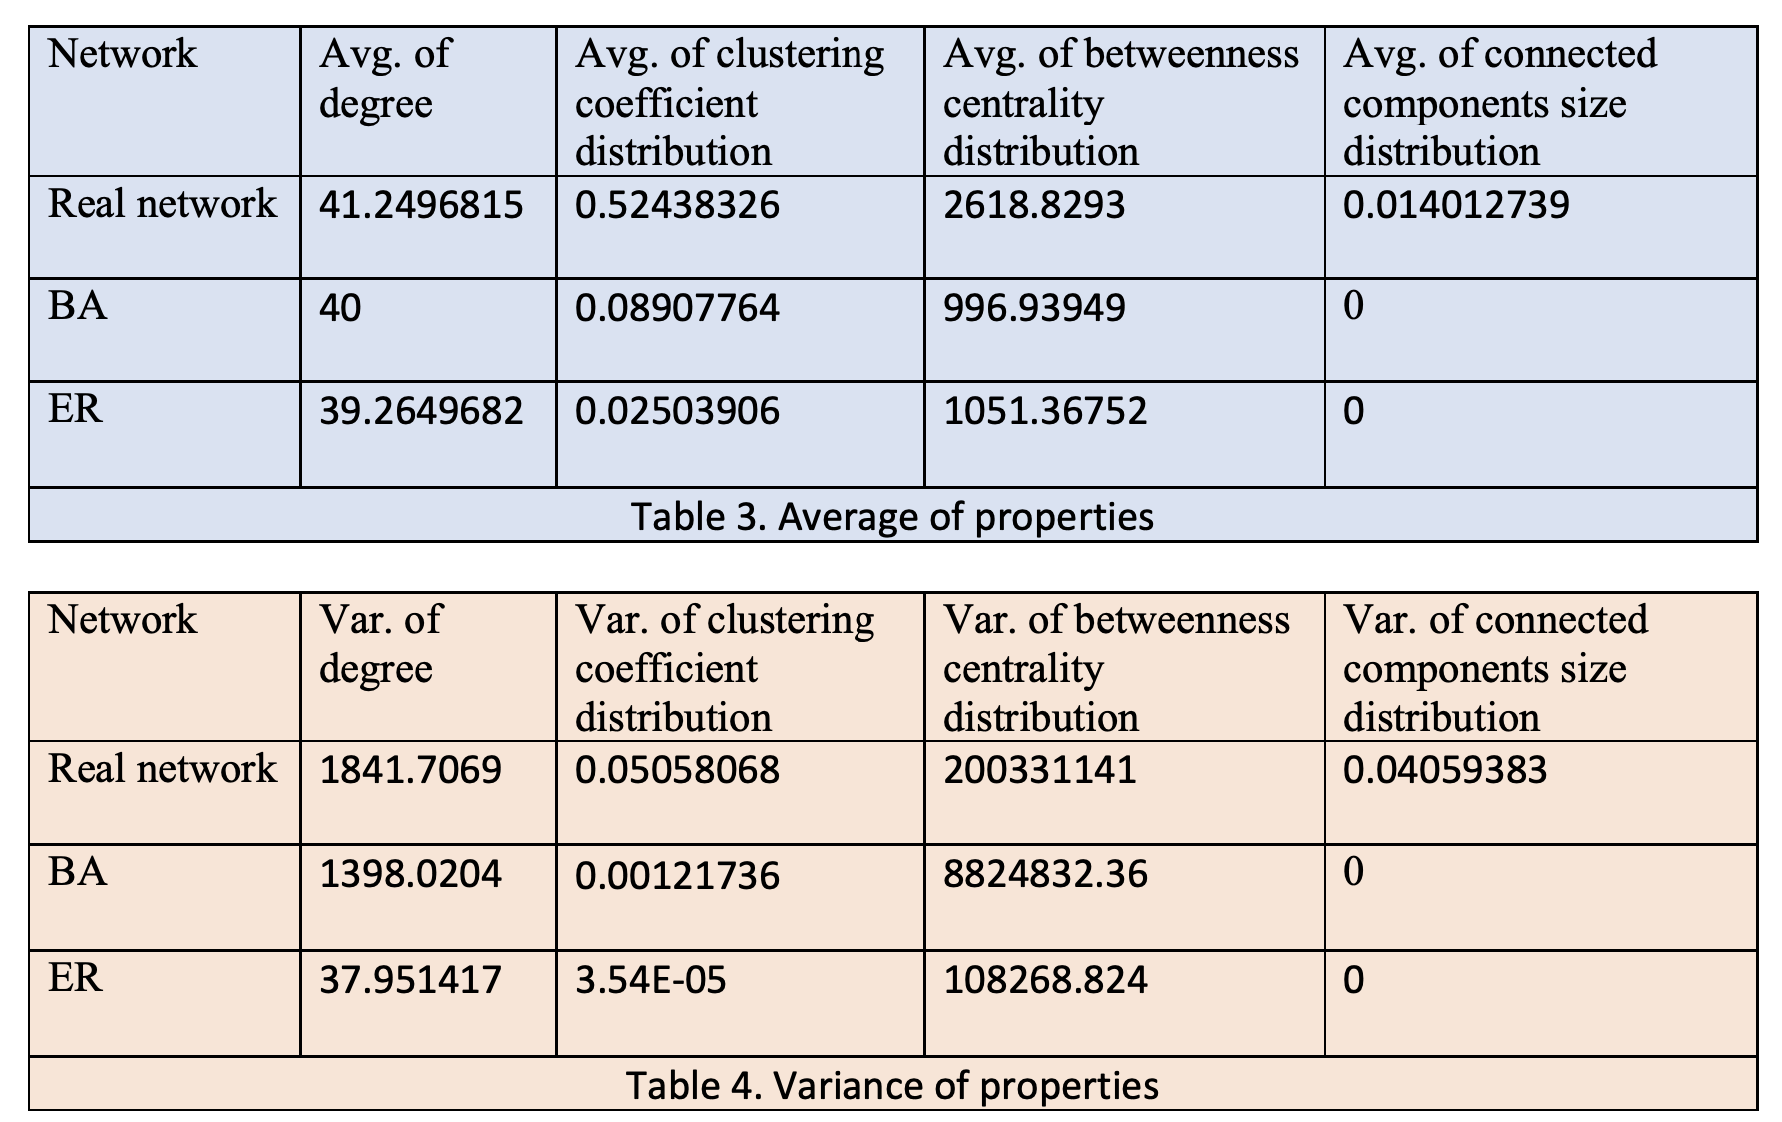 Network
Avg. of
degree
Avg. of clustering
coefficient
distribution
Avg. of betweenness
centrality
distribution
Avg. of connected
components size
distribution
Real network
41.2496815
0.52438326
2618.8293
0.014012739
BA
40
0.08907764
996.93949
0
ER
39.2649682
0.02503906
1051.36752
0
Table 3. Average of properties
Network
Var. of
degree
Var. of clustering
coefficient
distribution
Var. of betweenness
centrality
distribution
Var. of connected
components size
distribution
Real network
1841.7069
0.05058068
200331141
0.04059383
BA
1398.0204
0.00121736
8824832.36
0
ER
37.951417
3.54E-05
108268.824
0
Table 4. Variance of properties